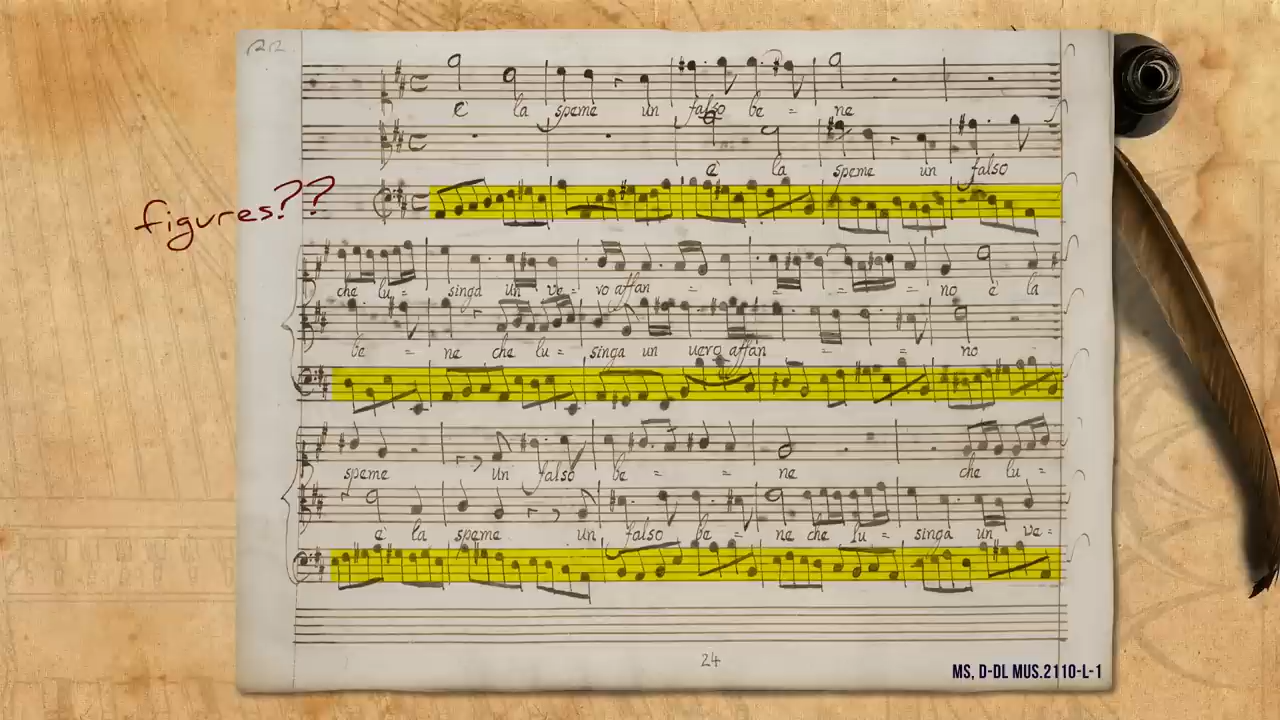 212
e la speme un falso be = ne
e la speme un falso
figures??
che lu = singa un ve = vo affan = = = = no e la
be = ne che lu = singa un vero affan = = no
speme un falso be = = ne che lu =
e la speme un falso be = ne che lu = singa un ve =
24
MS, D-DL MUS.2110-L-1